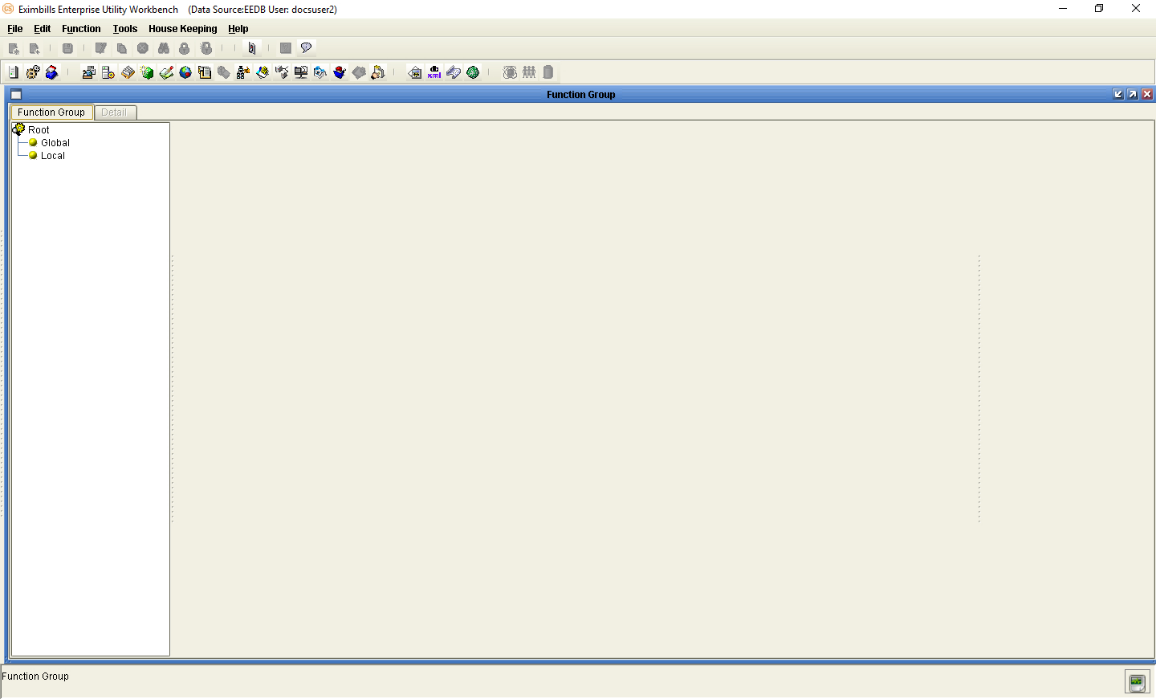 Eximbills Enterprise Utility Workbench (Data Source:EEDB User: docsuser2)
File Edit Function Tools House Keeping Help
Function Group
Function Group Detail
Root
Global
Local
Function Group